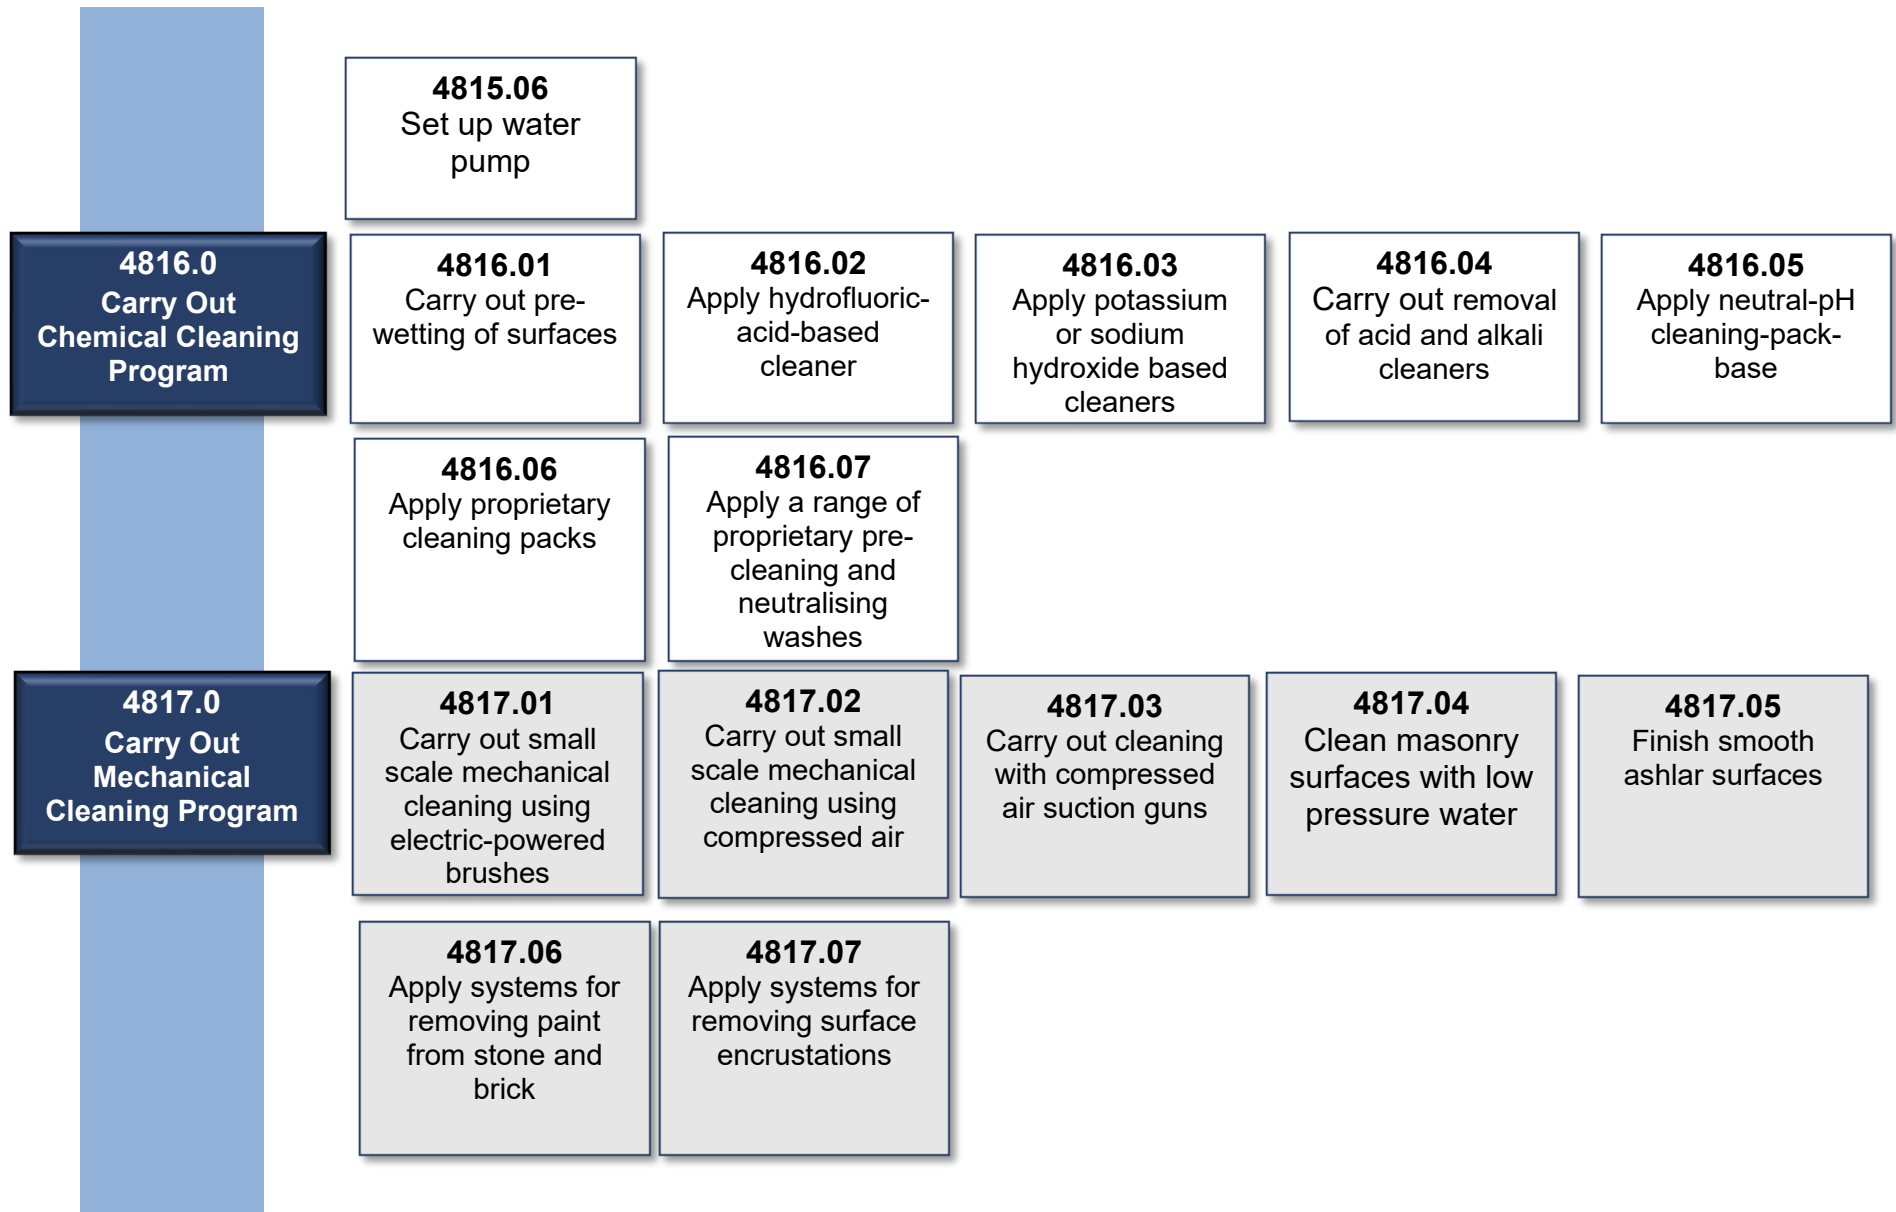 4815.06
Set up water
pump
4816.0
Carry Out
Chemical Cleaning
Program
4816.01
Carry out pre-
wetting of surfaces
4816.02
Apply hydrofluoric-
acid-based
cleaner
4816.03
Apply potassium
or sodium
hydroxide based
cleaners
4816.04
Carry out removal
of acid and alkali
cleaners
4816.05
Apply neutral-pH
cleaning-pack-
base
4816.06
Apply proprietary
cleaning packs
4816.07
Apply a range of
proprietary pre-
cleaning and
neutralising
washes
4817.0
Carry Out
Mechanical
Cleaning Program
4817.01
Carry out small
scale mechanical
cleaning using
electric-powered
brushes
4817.02
Carry out small
scale mechanical
cleaning using
compressed air
4817.03
Carry out cleaning
with compressed
air suction guns
4817.04
Clean masonry
surfaces with low
pressure water
4817.05
Finish smooth
ashlar surfaces
4817.06
Apply systems for
removing paint
from stone and
brick
4817.07
Apply systems for
removing surface
encrustations